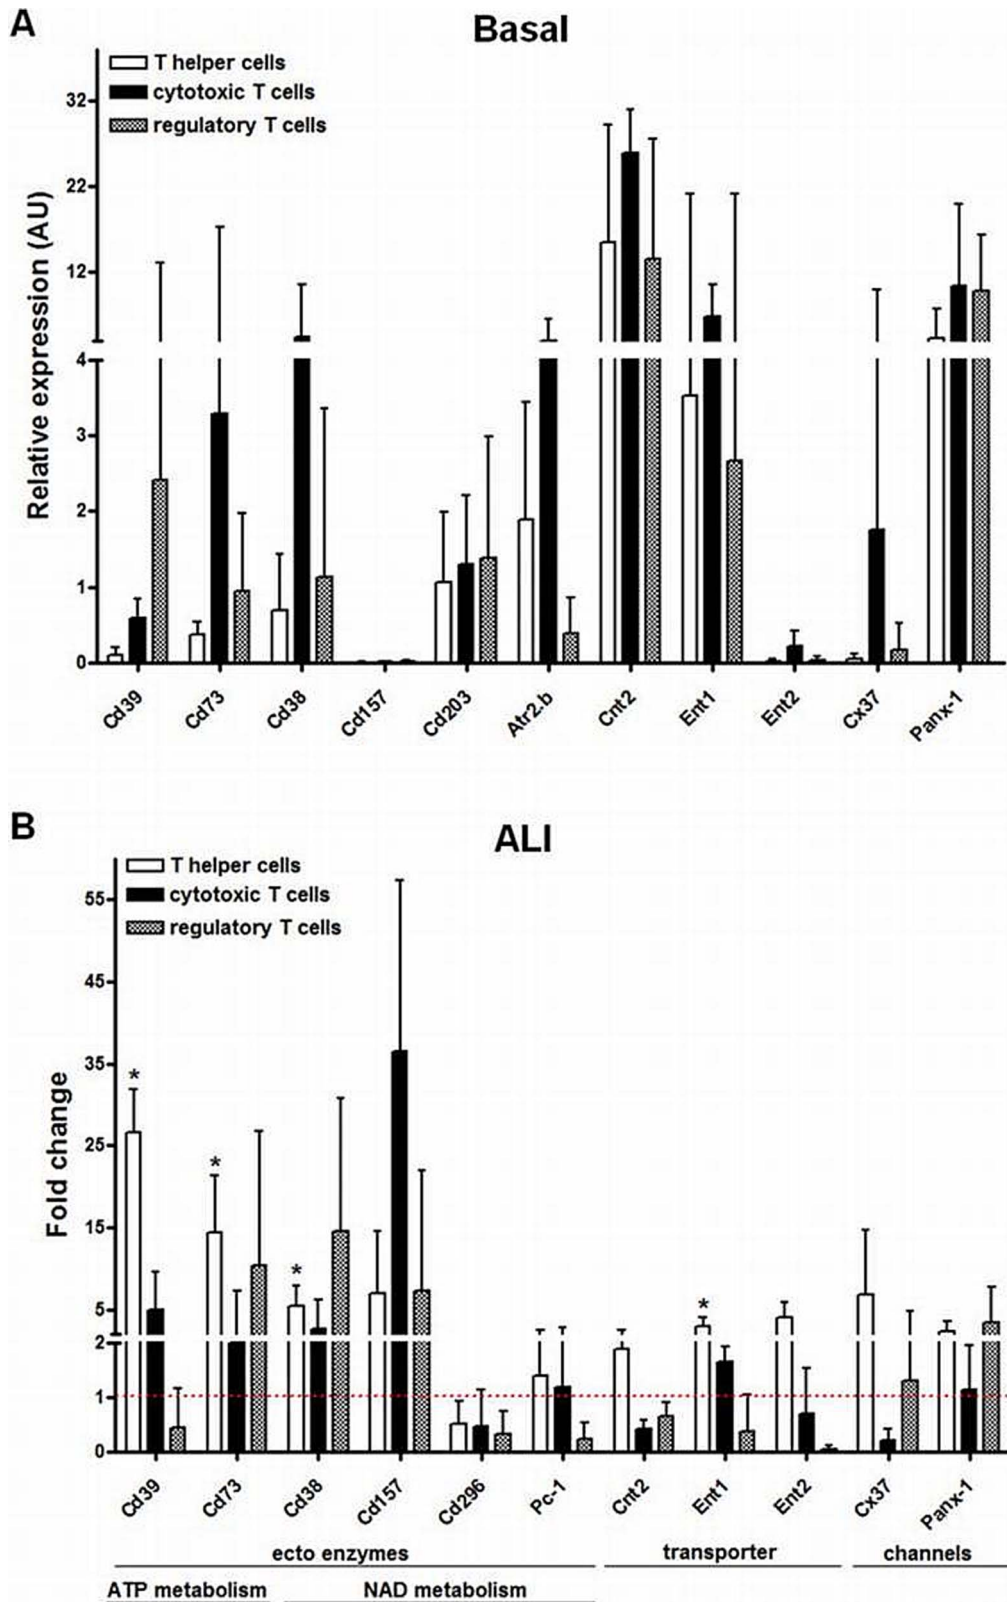 A
Basal
T helper cells
cytotoxic T cells
regulatory T cells
Relative expression (AU)
32
22
12
4
3
2
1
0
Cd39 Cd73 Cd38 Cd157 Cd203 Atr2.b Cnt2 Ent1 Ent2 Cx37 Panx-1
B
ALI
T helper cells
cytotoxic T cells
regulatory T cells
Fold change
55
45
35
25
15
5
2
1
0
* * * *
Cd39 Cd73 Cd38 Cd157 Cd296 Pc-1 Cnt2 Ent1 Ent2 Cx37 Panx-1
ecto enzymes transporter channels
ATP metabolism NAD metabolism